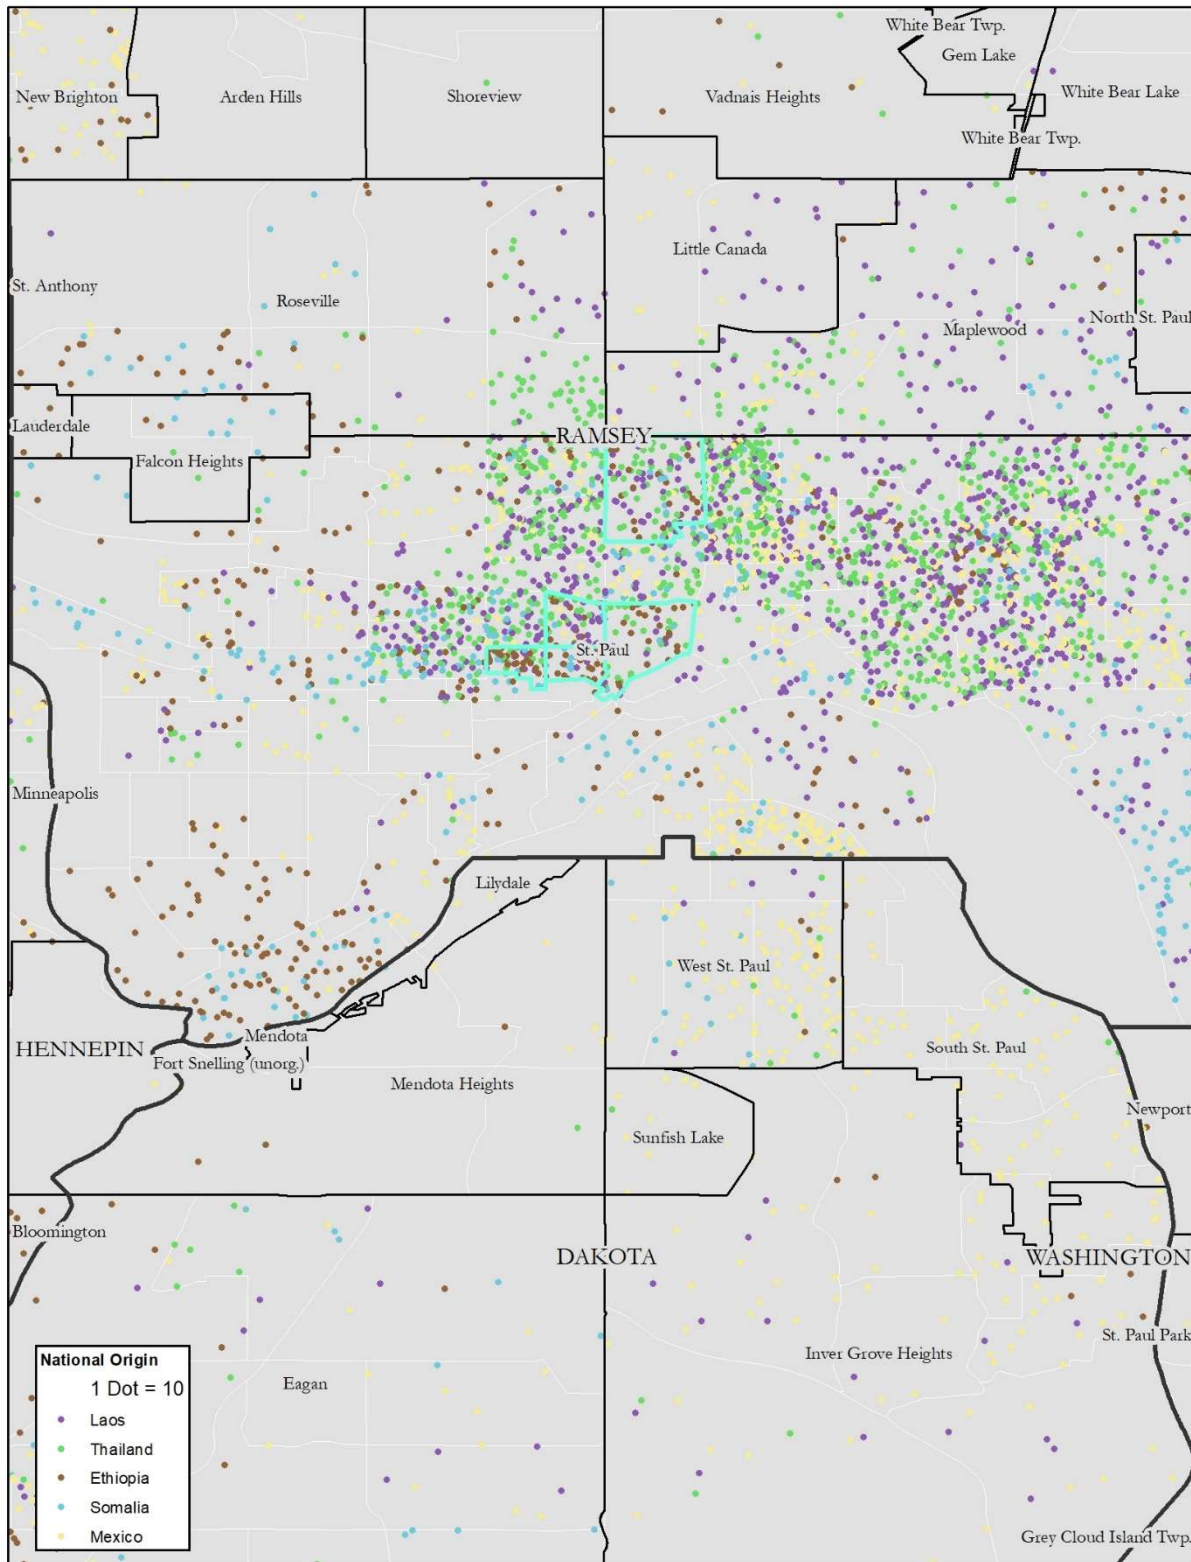 White Bear Twp.
Gem Lake
New Brighton
Arden Hills
Shoreview
Vadnais Heights
White Bear Lake
White Bear Twp.
Little Canada
St. Anthony
Roseville
Maplewood
North St. Paul
Lauderdale
RAMSEY
Falcon Heights
St. Paul
Minneapolis
Lilydale
West St. Paul
Mendota
HENNEPIN
Fort Snelling (unorg.)
South St. Paul
Mendota Heights
Newport
Sunfish Lake
Bloomington
DAKOTA
WASHINGTON
St. Paul Park
Inver Grove Heights
Eagan
National Origin
1 Dot = 10
Laos
Thailand
Ethiopia
Somalia
Mexico
Grey Cloud Island Twp.